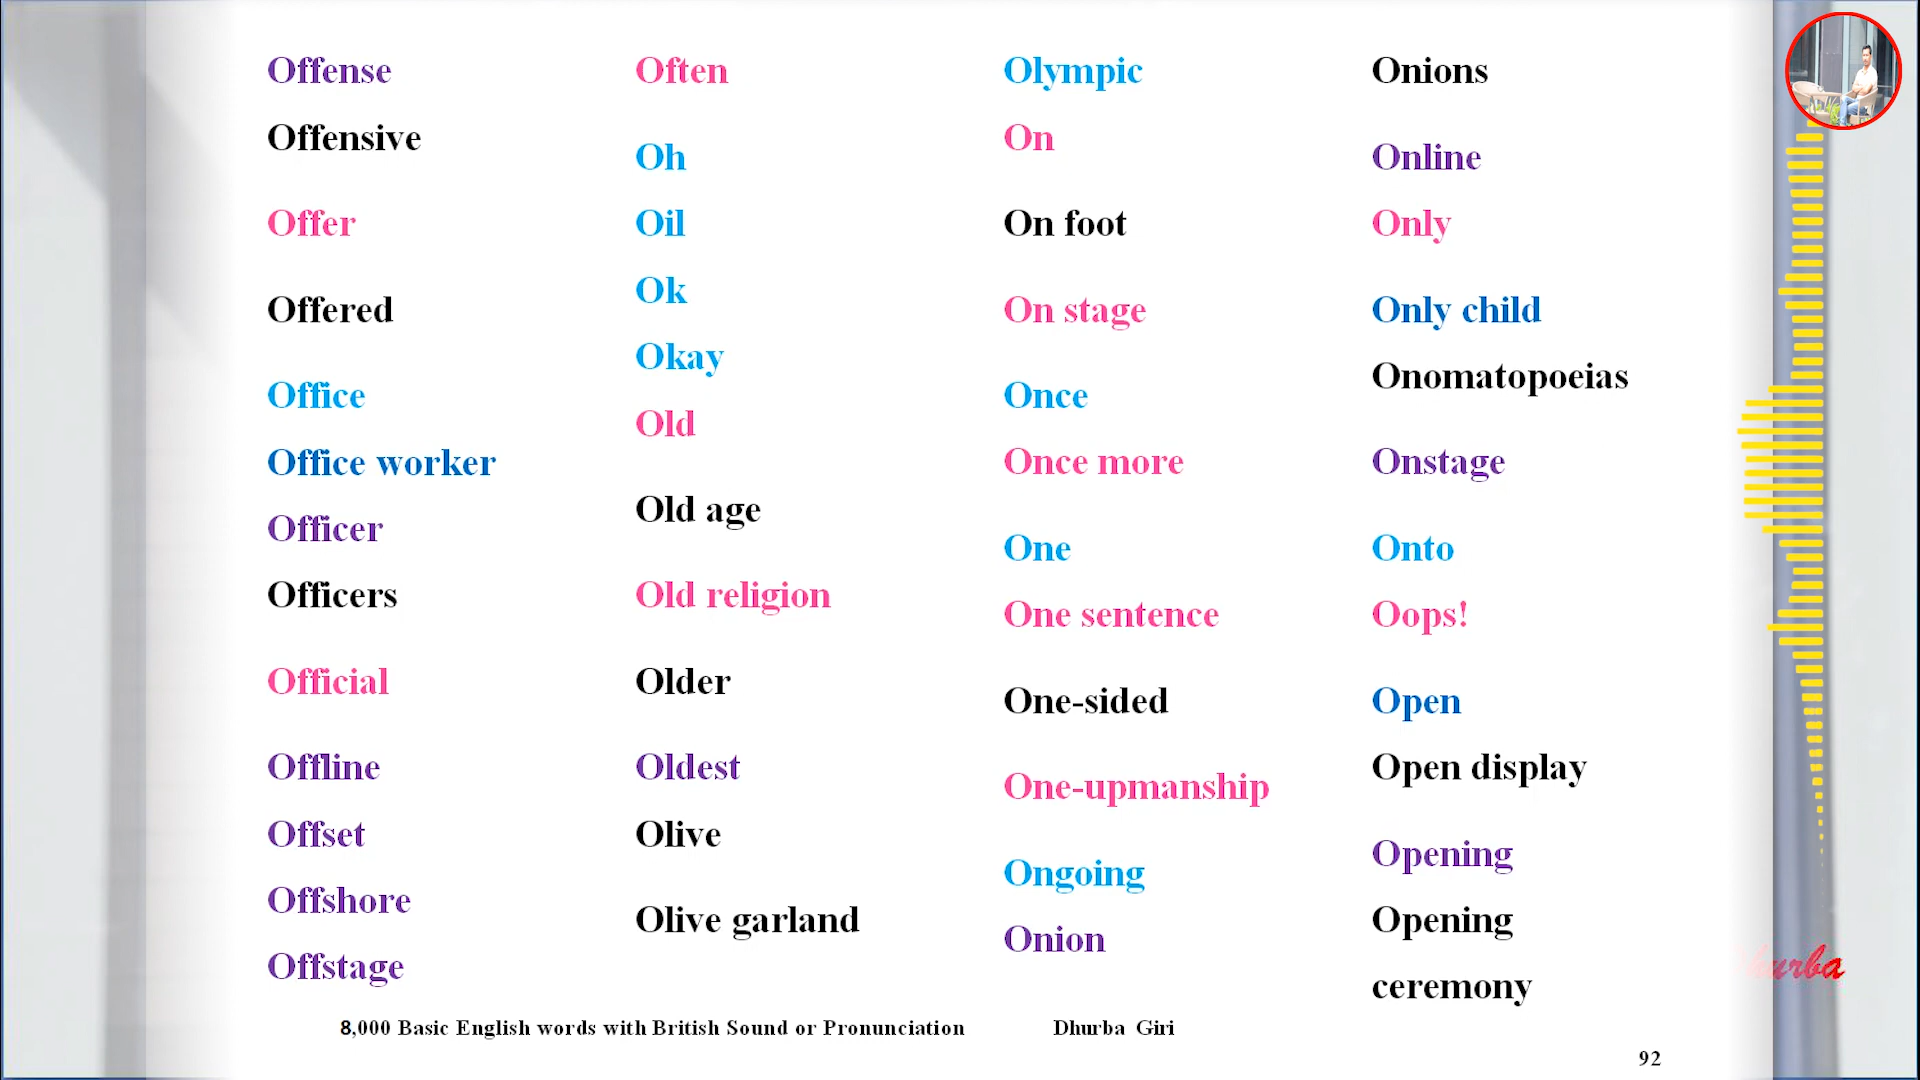 Offense
Offensive
Offer
Offered
Office
Office worker
Officer
Officers
Official
Offline
Offset
Offshore
Offstage
Often
Oh
Oil
Ok
Okay
Old
Old age
Old religion
Older
Oldest
Olive
Olive garland
Olympic
On
On foot
On stage
Once
Once more
One
One sentence
One-sided
One-upmanship
Ongoing
Onion
Onions
Online
Only
Only child
Onomatopoeias
Onstage
Onto
Oops!
Open
Open display
Opening
Opening
ceremony
8,000 Basic English words with British Sound or Pronunciation Dhurba Giri
92